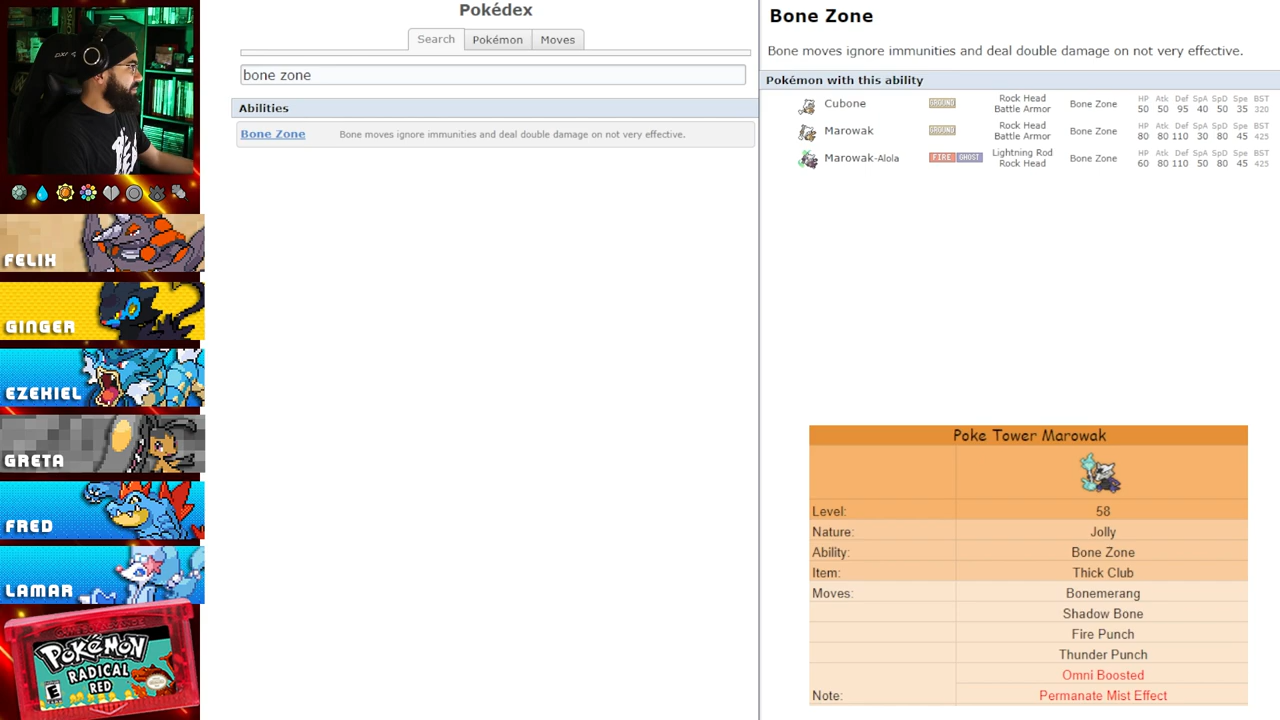 Pokédex
Search
Pokémon
Moves
bone zone
Abilities
Bone Zone
Bone moves ignore immunities and deal double damage on not very effective.
Bone Zone
Bone moves ignore immunities and deal double damage on not very effective.
Pokémon with this ability
Cubone GROUND Rock Head Battle Armor Bone Zone HP 50 Atk 50 Def 95 SpA 40 SpD 50 Spe 35 BST 320
Marowak GROUND Rock Head Battle Armor Bone Zone HP 80 Atk 80 Def 110 SpA 30 SpD 80 Spe 45 BST 425
Marowak-Alola FIRE GHOST Lightning Rod Rock Head Bone Zone HP 60 Atk 80 Def 110 SpA 50 SpD 80 Spe 45 BST 425
Poke Tower Marowak
Level: 58
Nature: Jolly
Ability: Bone Zone
Item: Thick Club
Moves: Bonemerang
Shadow Bone
Fire Punch
Thunder Punch
Omni Boosted
Note: Permanate Mist Effect
FELIX
GINGER
EZEKIEL
GRETA
FRED
LAMAR
POKéMON
RADICAL
RED
E